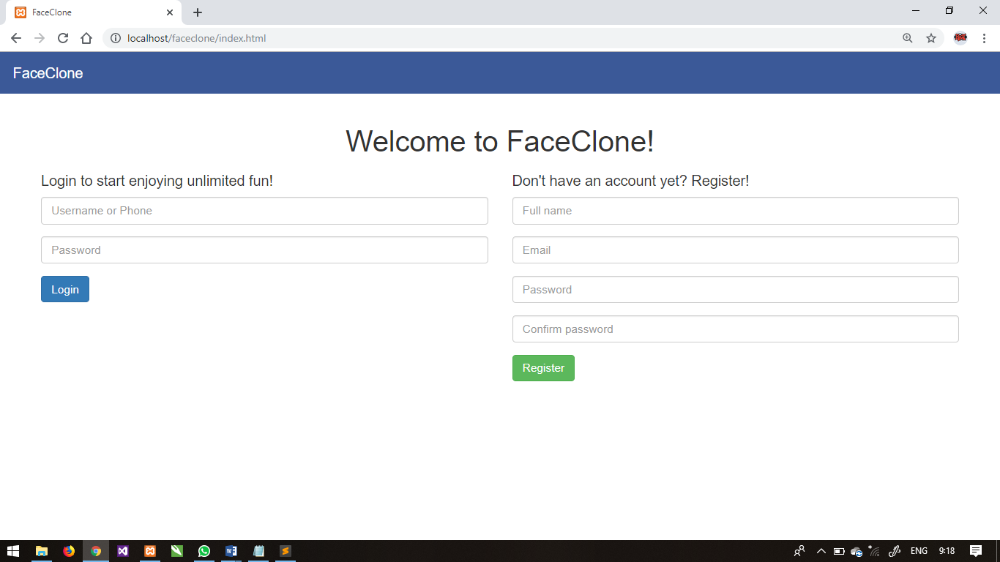 FaceClone
localhost/faceclone/index.html
FaceClone
Welcome to FaceClone!
Login to start enjoying unlimited fun!
Username or Phone
Password
Login
Don't have an account yet? Register!
Full name
Email
Password
Confirm password
Register
ENG 9:18